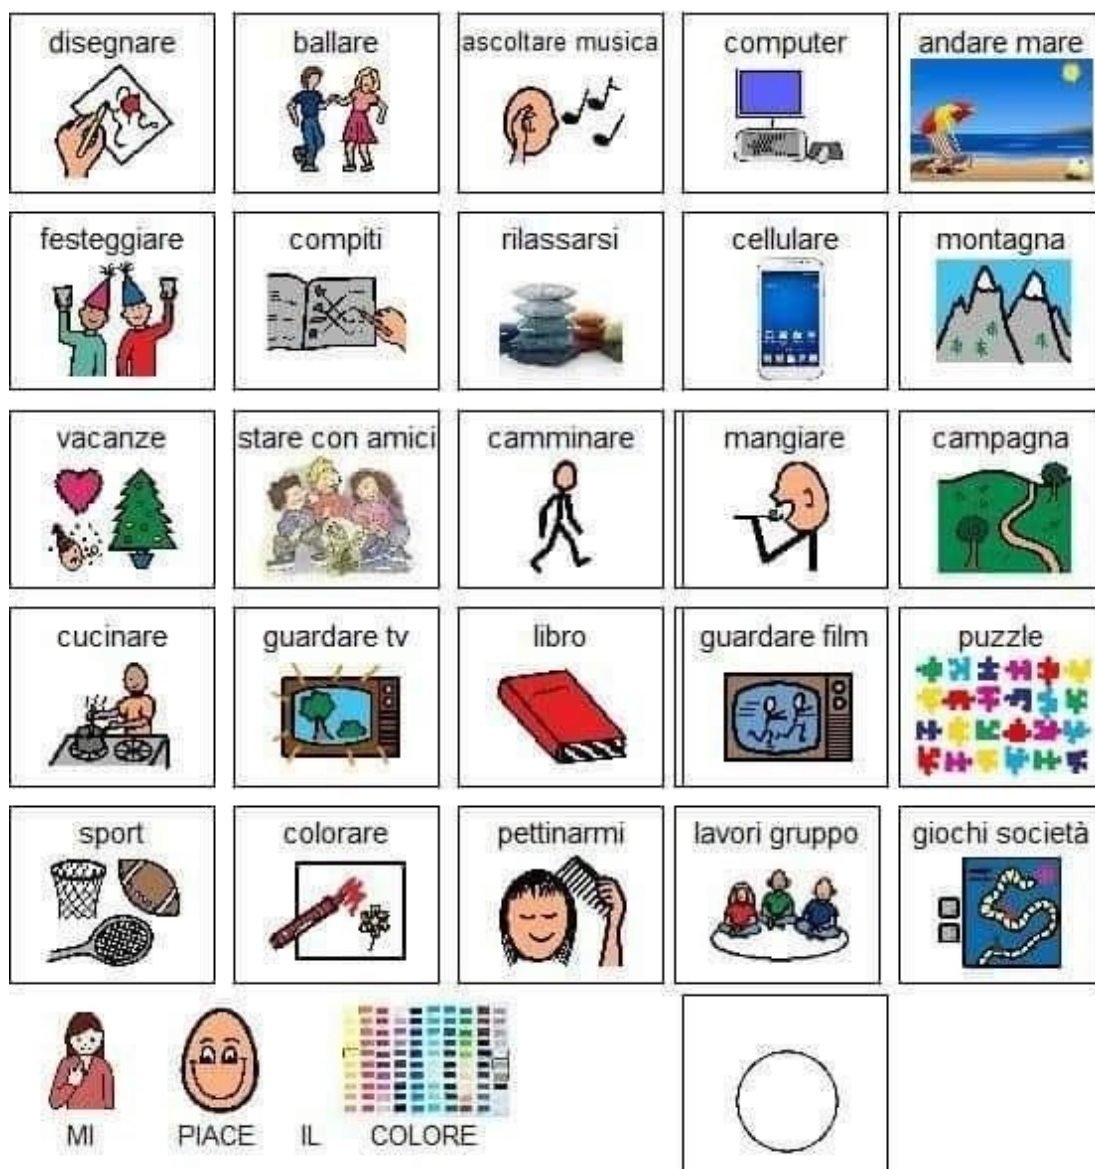 disegnare
ballare
ascoltare musica
computer
andare mare
festeggiare
compiti
rilassarsi
cellulare
montagna
vacanze
stare con amici
camminare
mangiare
campagna
cucinare
guardare tv
libro
guardare film
puzzle
sport
colorare
pettinarmi
lavori gruppo
giochi società
MI PIACE IL COLORE